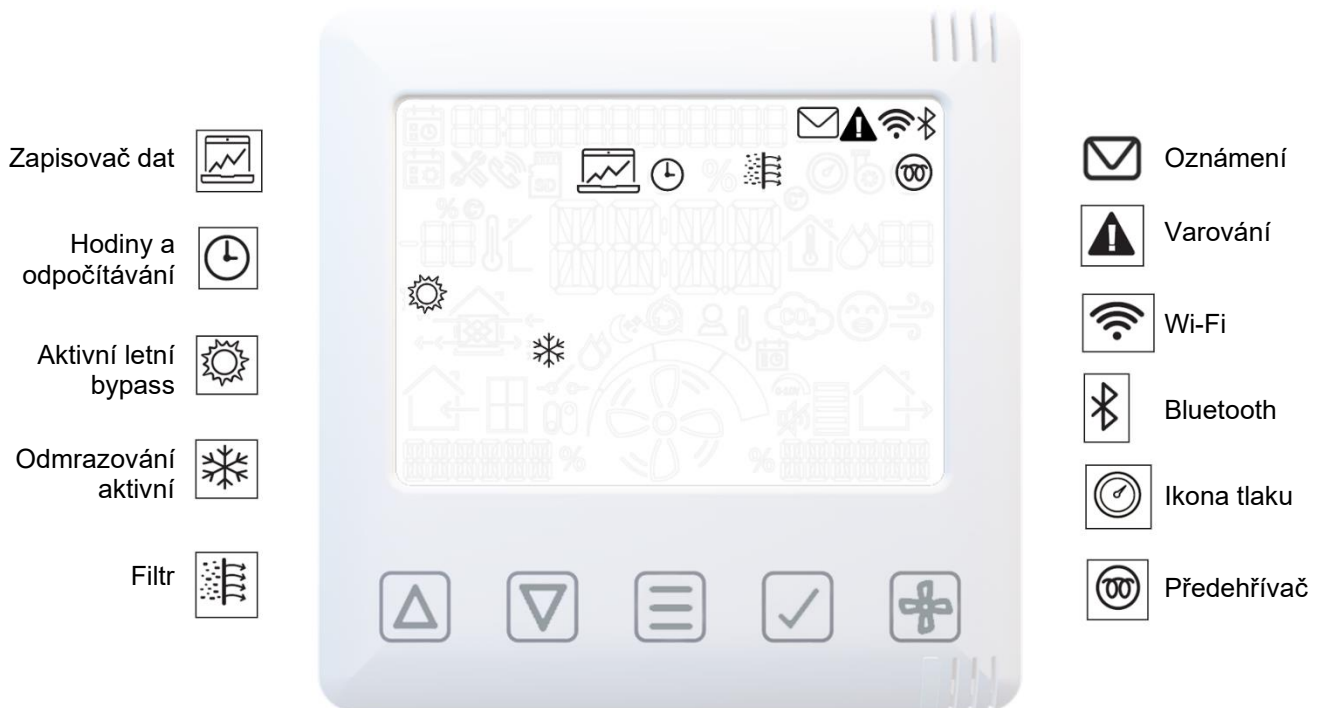 Zapisovač dat
Hodiny a
odpočítávání
Aktivní letní
bypass
Odmrazování
aktivní
Filtr
Oznámení
Varování
Wi-Fi
Bluetooth
Ikona tlaku
Předehřívač